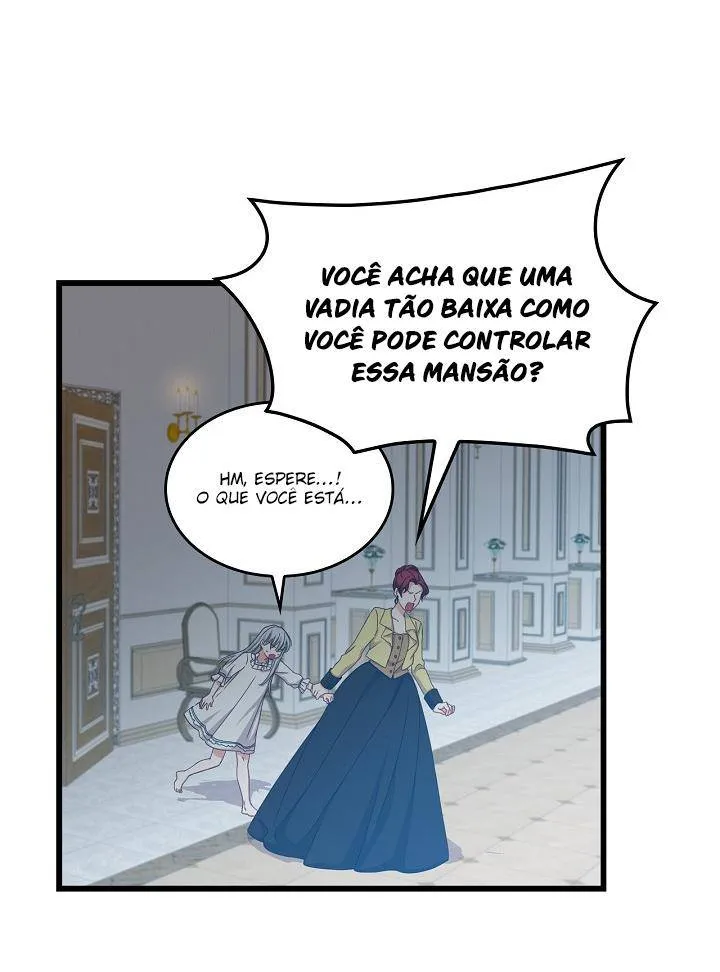 VOCÊ ACHA QUE UMA
VADIA TÃO BAIXA COMO
VOCÊ PODE CONTROLAR
ESSA MANSÃO?
HM, ESPERE...!
O QUE VOCÊ ESTÁ...